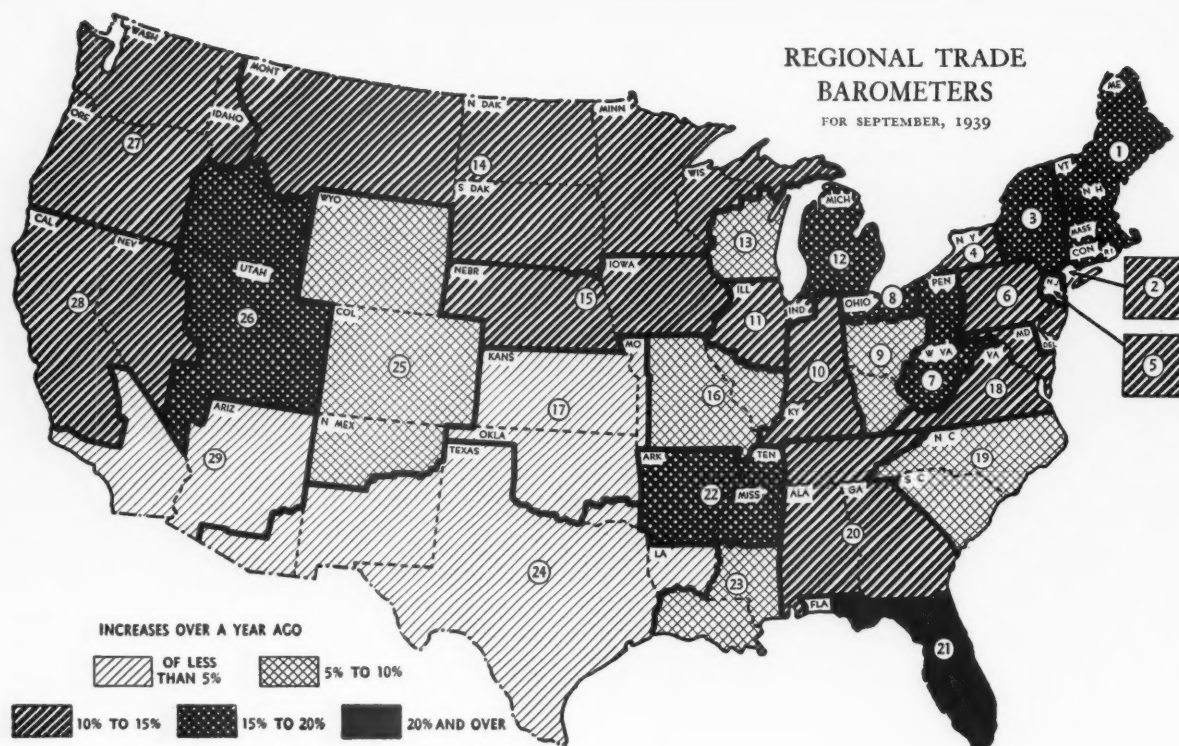 REGIONAL TRADE
BAROMETERS
FOR SEPTEMBER, 1939
WASH
MONT
N DAK
MINN
ORE
IDAHO
27
14
S DAK
WIS
MICH
ME
1
VT
N H
3
MASS
CON
R I
N Y
4
CAL
NEV
WYO
13
12
UTAH
NEBR
IOWA
15
ILL
11
IND
OHIO
8
PEN
6
N J
2
28
26
COL
25
KANS
MO
17
16
10
9
W VA
7
VA
MD
DEL
5
18
KY
ARIZ
N MEX
OKLA
TEXAS
ARK
TEN
N C
19
29
22
MISS
ALA
GA
S C
20
24
LA
23
FLA
21
INCREASES OVER A YEAR AGO
OF LESS
THAN 5%
5% TO 10%
10% TO 15%
15% TO 20%
20% AND OVER